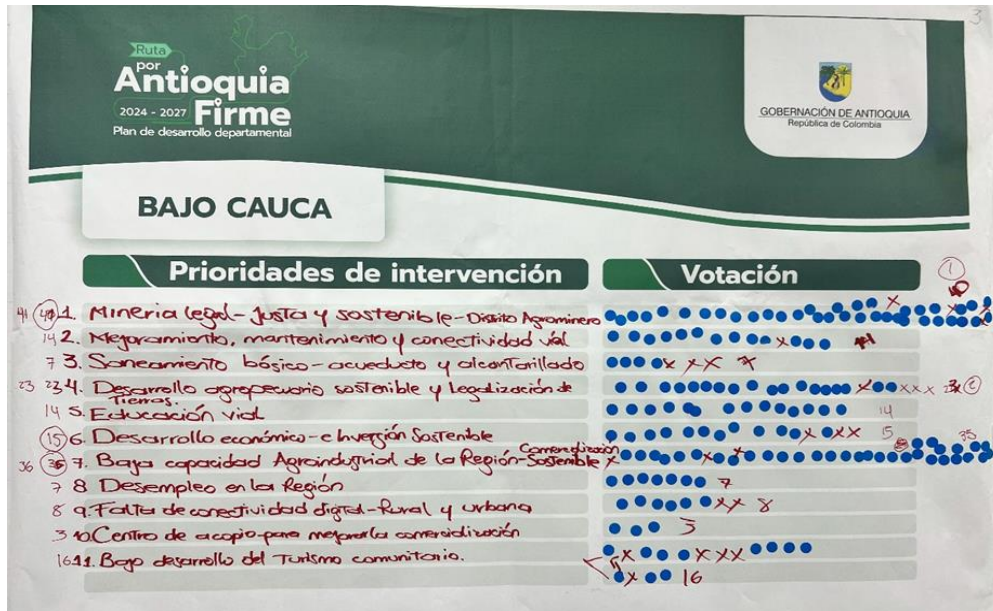 3
Ruta
por
Antioquia
2024 - 2027 Firme
Plan de desarrollo departamental
GOBERNACIÓN DE ANTIOQUIA
República de Colombia
BAJO CAUCA
Prioridades de intervención Votación 1
41 1. Mineria legal - Justa y sostenible - Distrito Agrominero
14 2. Mejoramiento, mantenimiento y conectividad vial
7 3. Saneamiento básico - acueducto y alcantarillado 7
23 4. Desarrollo agropecuario sostenible y Legalización de 2
Tierras.
14 5. Educación vial 14
15 6. Desarrollo económico - e Inversión Sostenible 15
Comercialización 35
36 7. Baja capacidad Agroindustrial de la Región - Sostenible
7 8 Desempleo en la Región 7
8 9. Falta de conectividad digital - Rural y urbana 8
3 10. Centro de acopio para mejorar la comercialización 3
16 11. Bajo desarrollo del Turismo comunitario.
16